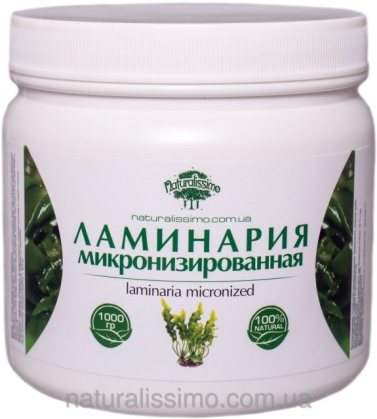 Naturalissimo
naturalissimo.com.ua
ЛАМИНАРИЯ
микронизированная
laminaria micronized
1000
гр
100%
NATURAL
naturalissimo.com.ua